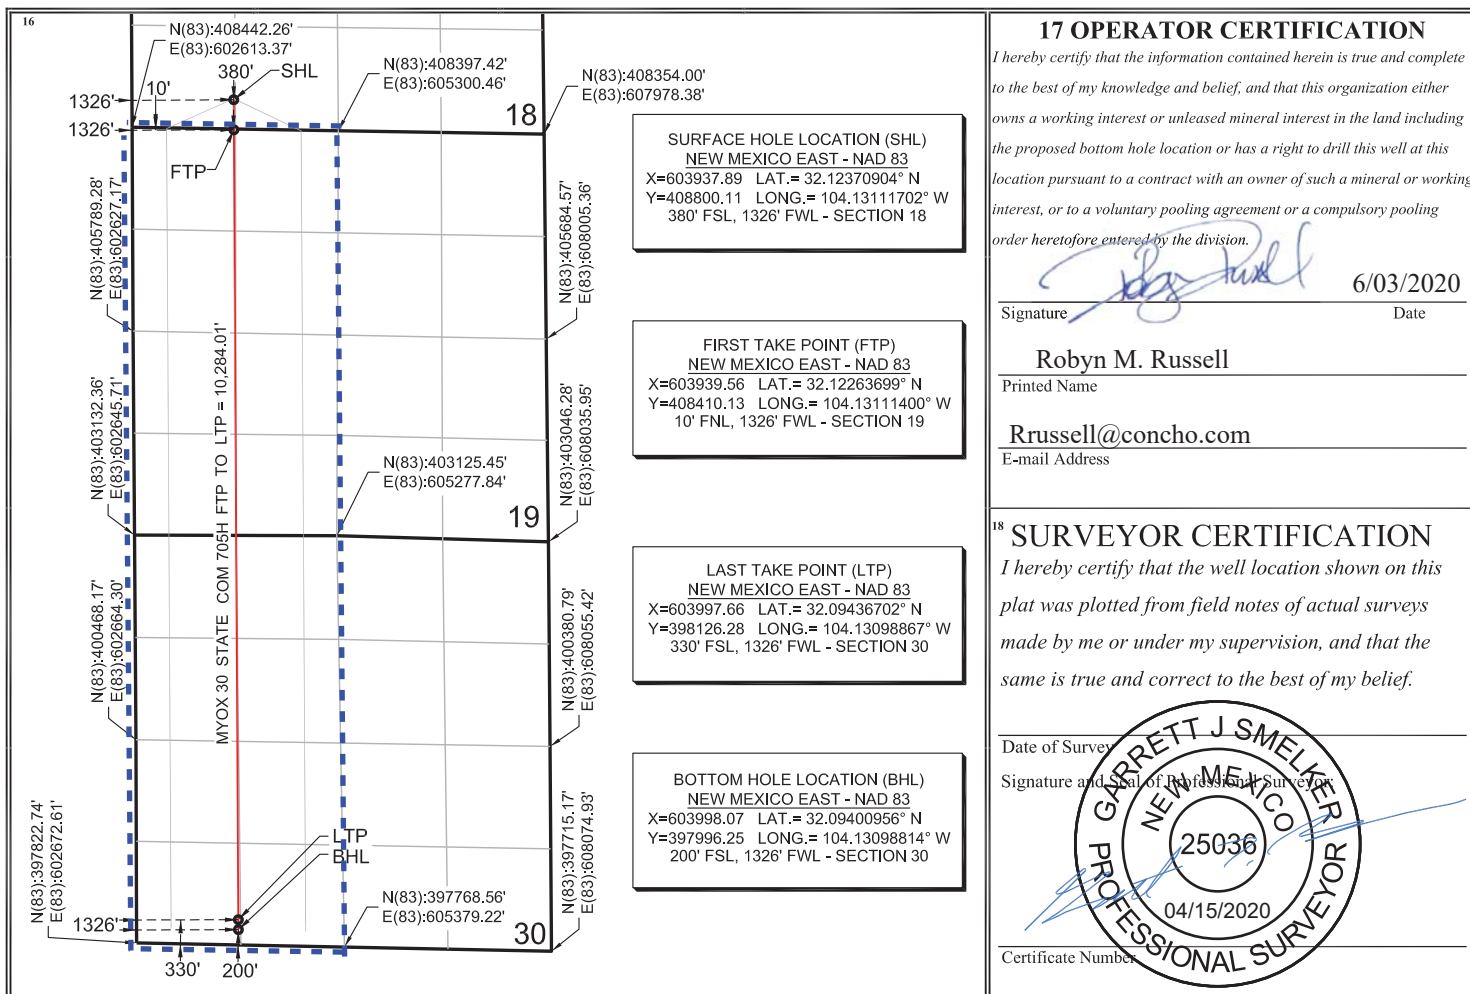 16
N(83):408442.26'
E(83):602613.37'
380'
SHL
N(83):408397.42'
E(83):605300.46'
N(83):408354.00'
E(83):607978.38'
1326'
10'
18
1326'
FTP
N(83):405789.28'
E(83):602627.17'
N(83):405684.57'
E(83):608005.36'
MYOX 30 STATE COM 705H FTP TO LTP = 10,284.01'
N(83):403132.36'
E(83):602645.71'
N(83):403125.45'
E(83):605277.84'
N(83):403046.28'
E(83):608035.95'
19
N(83):400468.17'
E(83):602664.30'
N(83):400380.79'
E(83):608055.42'
LTP
BHL
N(83):397822.74'
E(83):602672.61'
N(83):397768.56'
E(83):605379.22'
N(83):397715.17'
E(83):608074.93'
1326'
30
330'
200'
SURFACE HOLE LOCATION (SHL)
NEW MEXICO EAST - NAD 83
X=603937.89 LAT.= 32.12370904° N
Y=408800.11 LONG.= 104.13111702° W
380' FSL, 1326' FWL - SECTION 18
FIRST TAKE POINT (FTP)
NEW MEXICO EAST - NAD 83
X=603939.56 LAT.= 32.12263699° N
Y=408410.13 LONG.= 104.13111400° W
10' FNL, 1326' FWL - SECTION 19
LAST TAKE POINT (LTP)
NEW MEXICO EAST - NAD 83
X=603997.66 LAT.= 32.09436702° N
Y=398126.28 LONG.= 104.13098867° W
330' FSL, 1326' FWL - SECTION 30
BOTTOM HOLE LOCATION (BHL)
NEW MEXICO EAST - NAD 83
X=603998.07 LAT.= 32.09400956° N
Y=397996.25 LONG.= 104.13098814° W
200' FSL, 1326' FWL - SECTION 30
17 OPERATOR CERTIFICATION
I hereby certify that the information contained herein is true and complete
to the best of my knowledge and belief, and that this organization either
owns a working interest or unleased mineral interest in the land including
the proposed bottom hole location or has a right to drill this well at this
location pursuant to a contract with an owner of such a mineral or working
interest, or to a voluntary pooling agreement or a compulsory pooling
order heretofore entered by the division.
6/03/2020
Signature
Date
Robyn M. Russell
Printed Name
Rrussell@concho.com
E-mail Address
18 SURVEYOR CERTIFICATION
I hereby certify that the well location shown on this
plat was plotted from field notes of actual surveys
made by me or under my supervision, and that the
same is true and correct to the best of my belief.
Date of Survey
Signature and Seal of Professional Surveyor:
GARRETT J SMELKER
NEW MEXICO
25036
04/15/2020
PROFESSIONAL SURVEYOR
Certificate Number